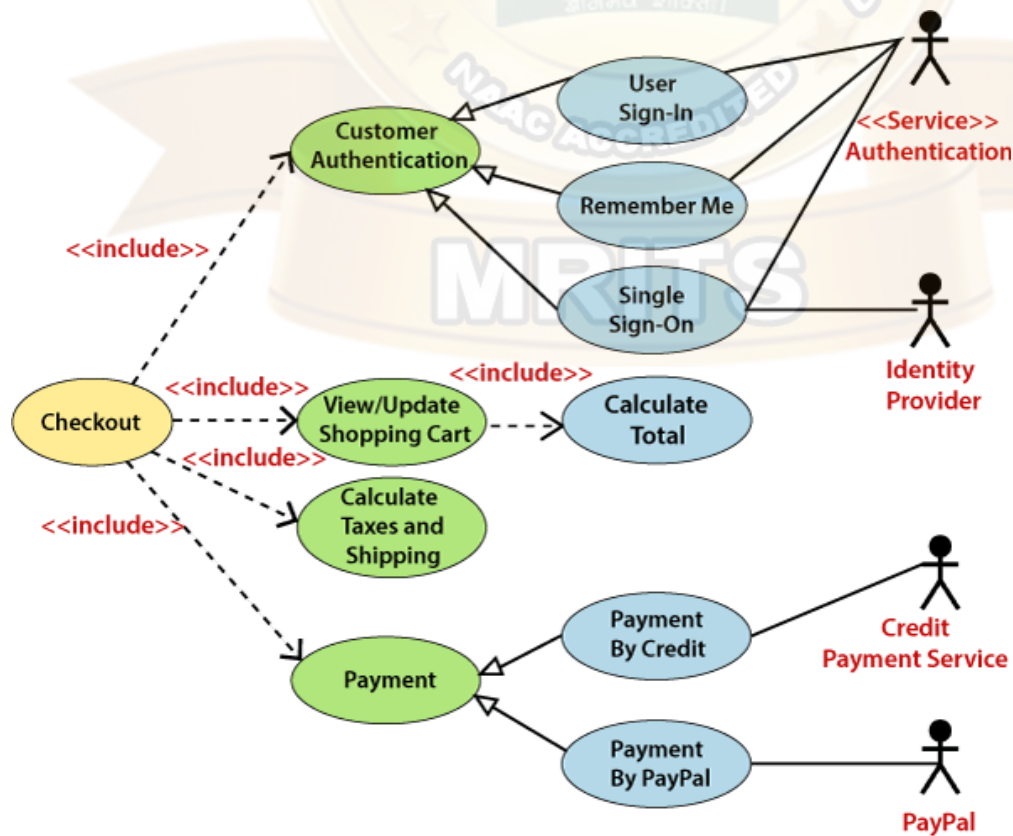 User
Sign-In
<<Service>>
Authentication
Customer
Authentication
NAAC ACCREDITED
Remember Me
<<include>>
MRITS
Single
Sign-On
Identity
Provider
<<include>>
<<include>>
Checkout
View/Update
Shopping Cart
Calculate
Total
<<include>>
Calculate
Taxes and
Shipping
<<include>>
Payment
By Credit
Credit
Payment Service
Payment
Payment
By PayPal
PayPal